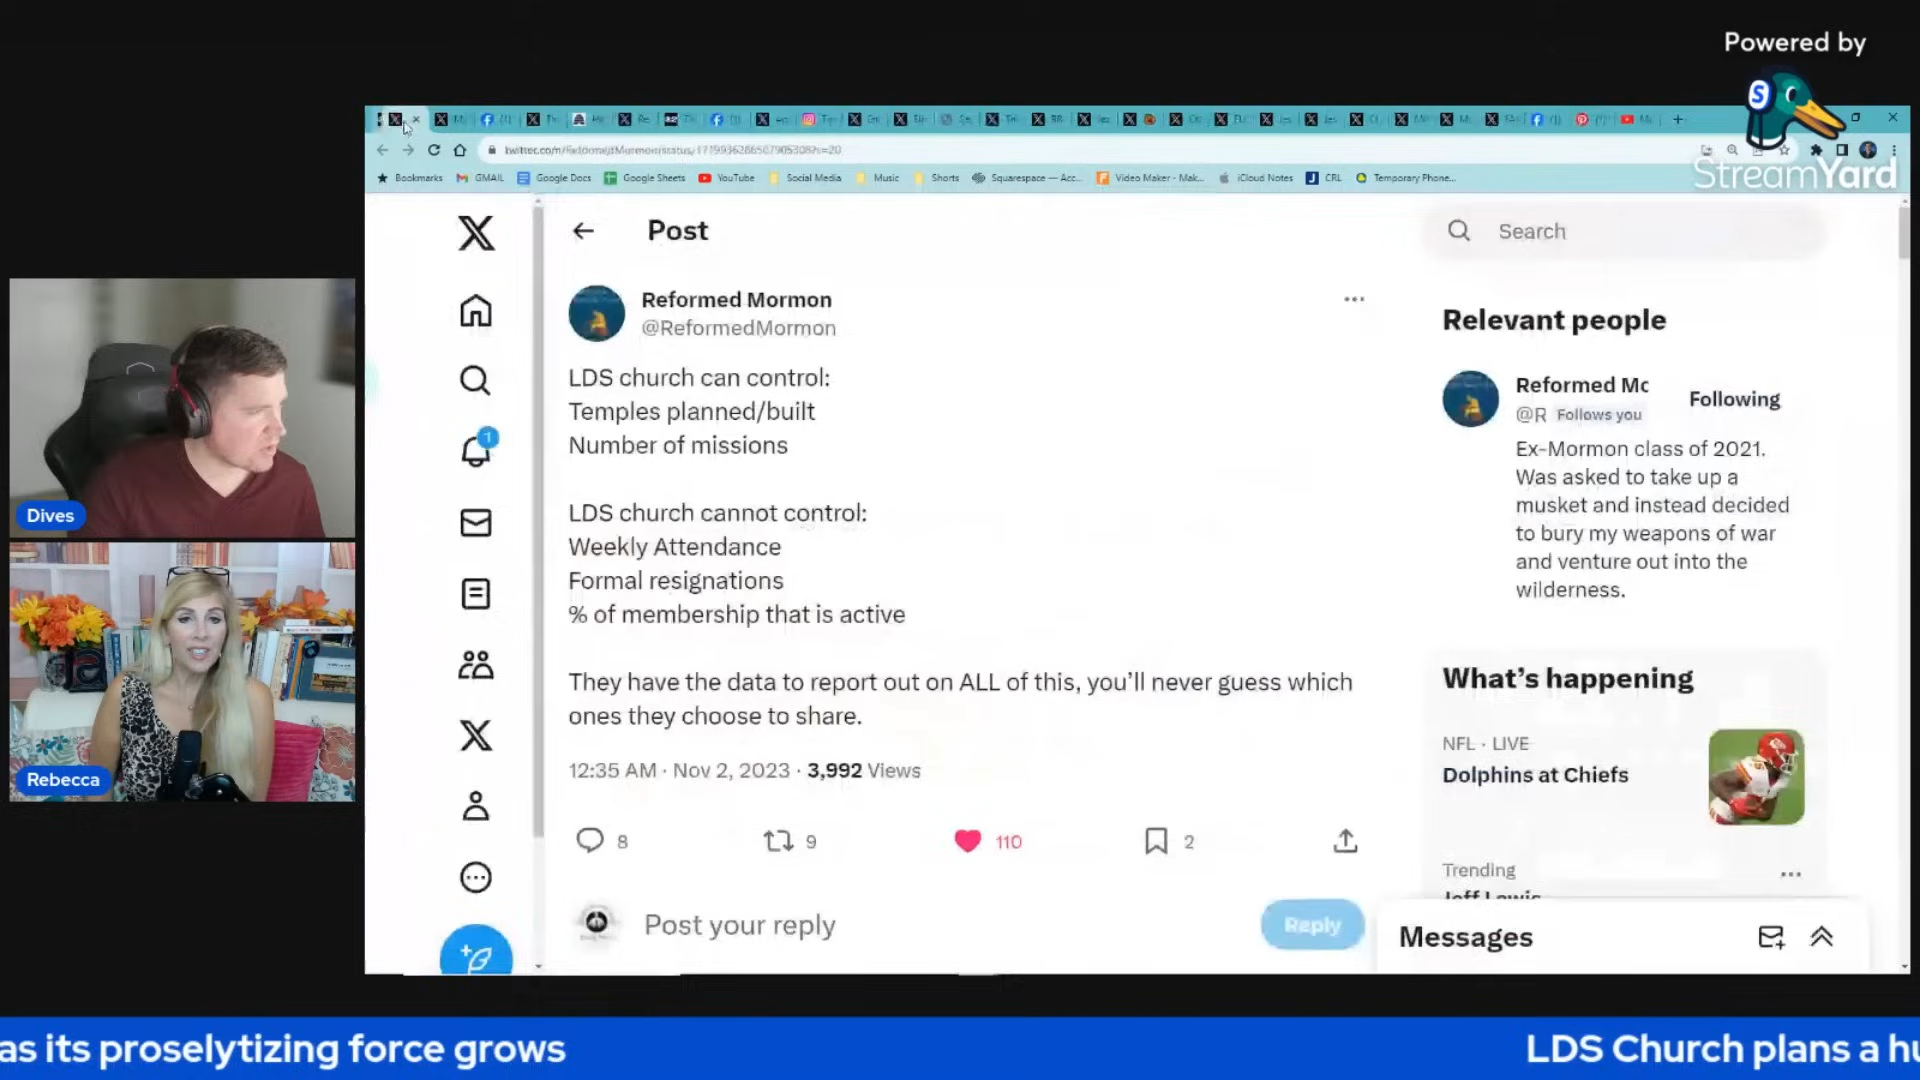 Powered by
StreamYard
Bookmarks GMAIL Google Docs Google Sheets YouTube Social Media Music Shorts Squarespace — Acc... Video Maker - Mak... iCloud Notes CRL Temporary Phone...
Post
Search
Reformed Mormon
@ReformedMormon
LDS church can control:
Temples planned/built
Number of missions
LDS church cannot control:
Weekly Attendance
Formal resignations
% of membership that is active
They have the data to report out on ALL of this, you'll never guess which
ones they choose to share.
12:35 AM · Nov 2, 2023 · 3,992 Views
8 9 110 2
Post your reply
Reply
Relevant people
Reformed Mc
@R Follows you
Following
Ex-Mormon class of 2021.
Was asked to take up a
musket and instead decided
to bury my weapons of war
and venture out into the
wilderness.
What's happening
NFL · LIVE
Dolphins at Chiefs
Trending
Messages
1
Dives
Rebecca
as its proselytizing force grows
LDS Church plans a hu